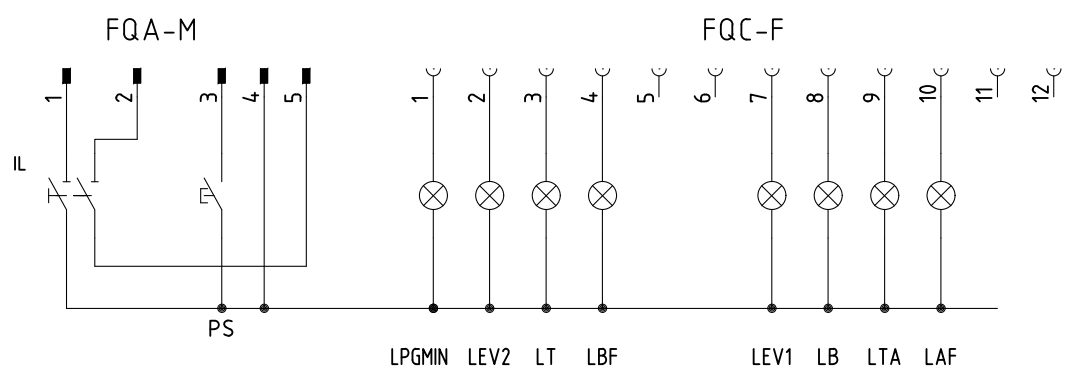 FQA-M FQC-F
1 2 3 4 5 1 2 3 4 5 6 7 8 9 10 11 12
IL
PS
LPGMIN LEV2 LT LBF LEV1 LB LTA LAF